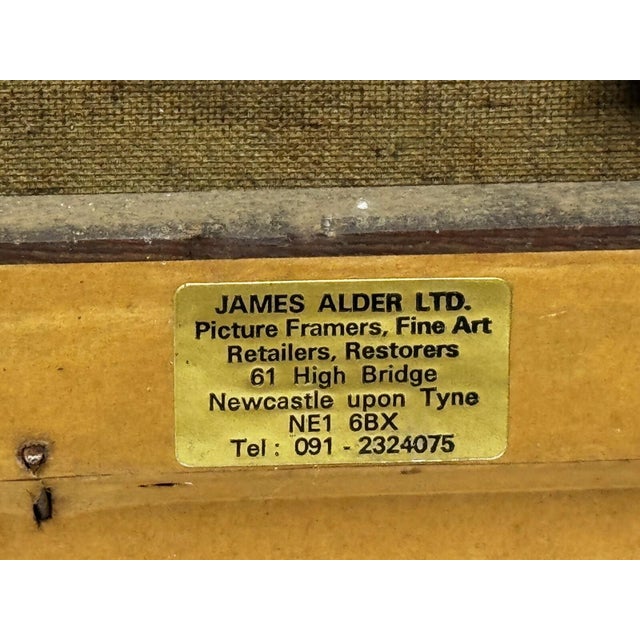 JAMES ALDER LTD.
Picture Framers, Fine Art
Retailers, Restorers
61 High Bridge
Newcastle upon Tyne
NE1 6BX
Tel : 091 - 2324075